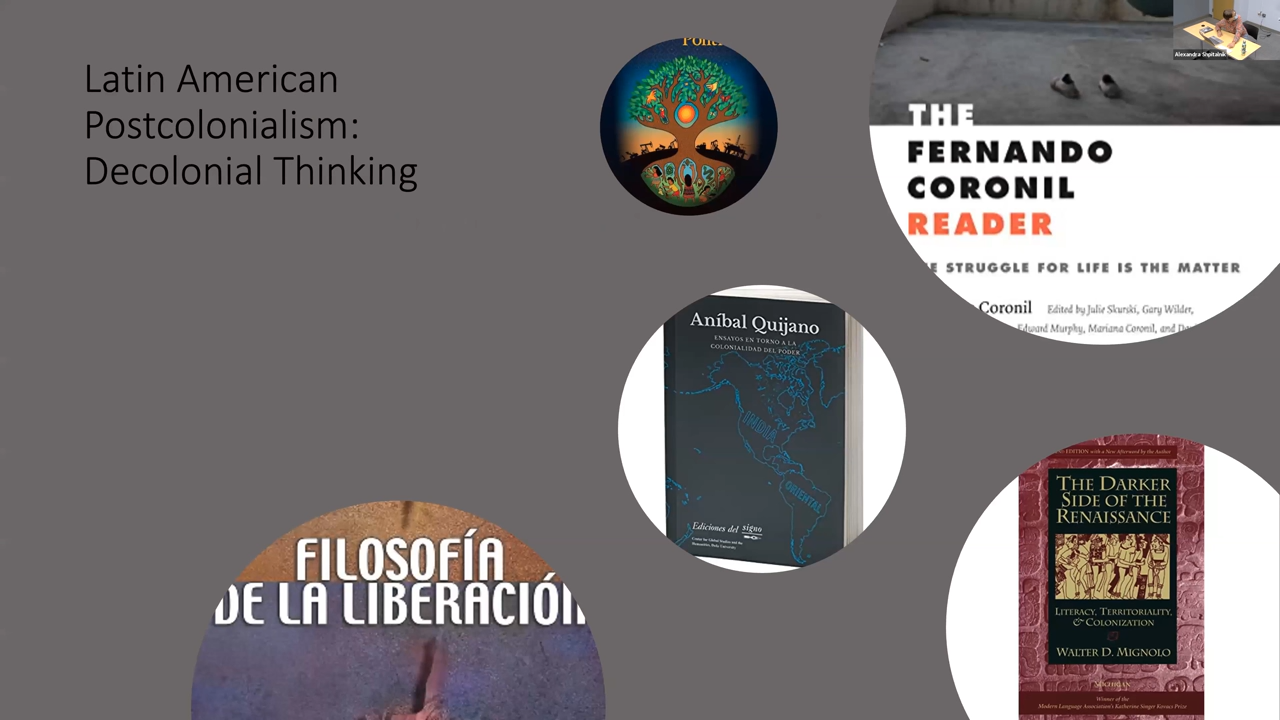 Latin American
Postcolonialism:
Decolonial Thinking
Alexandra Shpitalnik
THE
FERNANDO
CORONIL
READER
STRUGGLE FOR LIFE IS THE MATTER
Coronil Edited by Julie Skurski, Gary Wilder,
Edward Murphy, Mariana Coronil, and
Aníbal Quijano
ENSAYOS EN TORNO A LA
COLONIALIDAD DEL PODER
INDIA
ORIENTAL
Ediciones del signo
FILOSOFÍA
DE LA LIBERACIÓN
EDITION with a New Afterword by the Author
THE DARKER
SIDE OF THE
RENAISSANCE
LITERACY, TERRITORIALITY,
& COLONIZATION
WALTER D. MIGNOLO
MICHIGAN
Winner of the
Modern Language Association's Katherine Singer Kovacs Prize